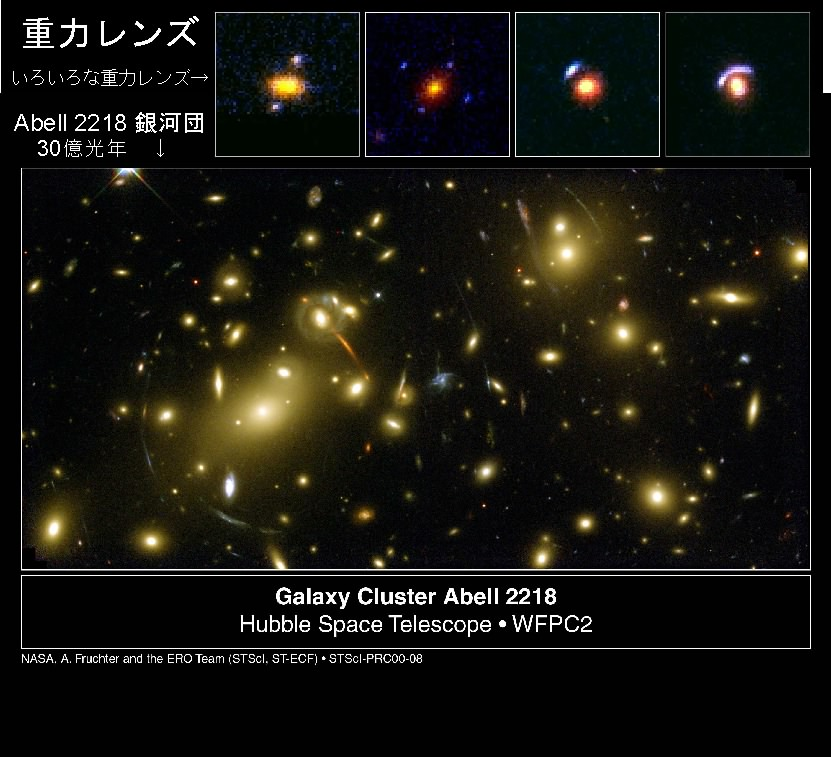 重力レンズ
いろいろな重力レンズ→
Abell 2218 銀河団
30億光年 ↓
Galaxy Cluster Abell 2218
Hubble Space Telescope • WFPC2
NASA, A. Fruchter and the ERO Team (STScI, ST-ECF) • STScI-PRC00-08